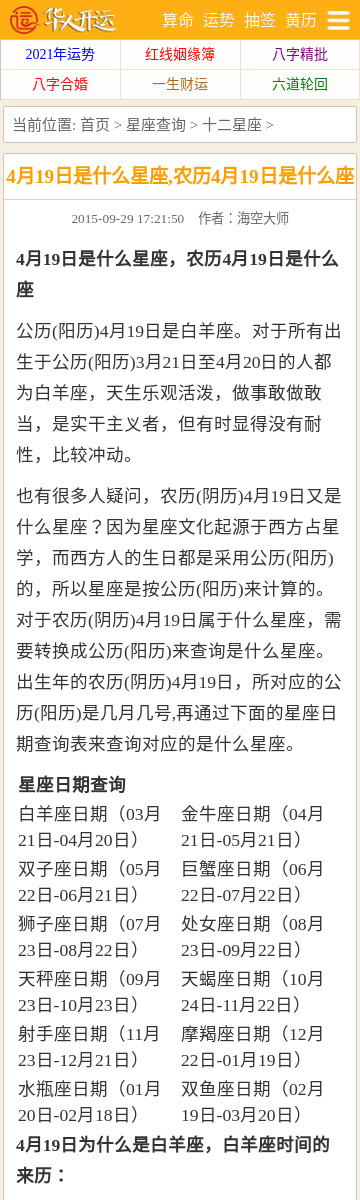 运 华人开运 算命 运势 抽签 黄历
2021年运势 红线姻缘簿 八字精批
八字合婚 一生财运 六道轮回
当前位置: 首页 > 星座查询 > 十二星座 >
4月19日是什么星座,农历4月19日是什么座
2015-09-29 17:21:50 作者：海空大师
4月19日是什么星座，农历4月19日是什么
座
公历(阳历)4月19日是白羊座。对于所有出
生于公历(阳历)3月21日至4月20日的人都
为白羊座，天生乐观活泼，做事敢做敢
当，是实干主义者，但有时显得没有耐
性，比较冲动。
也有很多人疑问，农历(阴历)4月19日又是
什么星座？因为星座文化起源于西方占星
学，而西方人的生日都是采用公历(阳历)
的，所以星座是按公历(阳历)来计算的。
对于农历(阴历)4月19日属于什么星座，需
要转换成公历(阳历)来查询是什么星座。
出生年的农历(阴历)4月19日，所对应的公
历(阳历)是几月几号,再通过下面的星座日
期查询表来查询对应的是什么星座。
星座日期查询
白羊座日期（03月 金牛座日期（04月
21日-04月20日） 21日-05月21日）
双子座日期（05月 巨蟹座日期（06月
22日-06月21日） 22日-07月22日）
狮子座日期（07月 处女座日期（08月
23日-08月22日） 23日-09月22日）
天秤座日期（09月 天蝎座日期（10月
23日-10月23日） 24日-11月22日）
射手座日期（11月 摩羯座日期（12月
23日-12月21日） 22日-01月19日）
水瓶座日期（01月 双鱼座日期（02月
20日-02月18日） 19日-03月20日）
4月19日为什么是白羊座，白羊座时间的
来历：